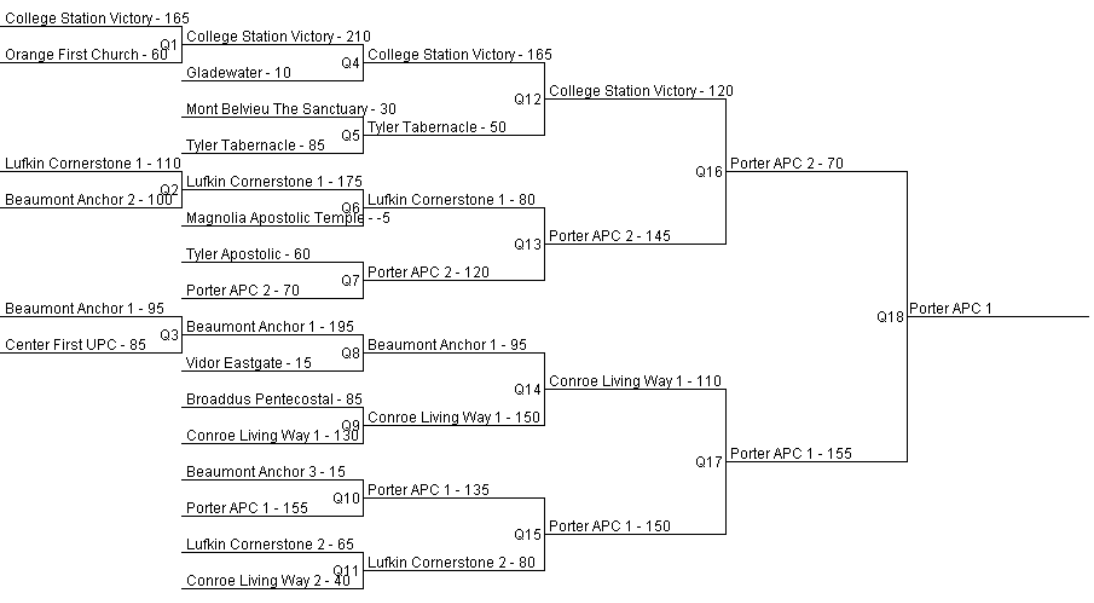 College Station Victory - 165
Orange First Church - 60
Q1
College Station Victory - 210
Gladewater - 10
Q4
College Station Victory - 165
Mont Belvieu The Sanctuary - 30
Tyler Tabernacle - 85
Q5
Tyler Tabernacle - 50
Q12
College Station Victory - 120
Lufkin Cornerstone 1 - 110
Beaumont Anchor 2 - 100
Q2
Lufkin Cornerstone 1 - 175
Magnolia Apostolic Temple - -5
Q6
Lufkin Cornerstone 1 - 80
Tyler Apostolic - 60
Porter APC 2 - 70
Q7
Porter APC 2 - 120
Q13
Porter APC 2 - 145
Q16
Porter APC 2 - 70
Beaumont Anchor 1 - 95
Center First UPC - 85
Q3
Beaumont Anchor 1 - 195
Vidor Eastgate - 15
Q8
Beaumont Anchor 1 - 95
Broaddus Pentecostal - 85
Conroe Living Way 1 - 130
Q9
Conroe Living Way 1 - 150
Q14
Conroe Living Way 1 - 110
Beaumont Anchor 3 - 15
Porter APC 1 - 155
Q10
Porter APC 1 - 135
Lufkin Cornerstone 2 - 65
Conroe Living Way 2 - 40
Q11
Lufkin Cornerstone 2 - 80
Q15
Porter APC 1 - 150
Q17
Porter APC 1 - 155
Q18
Porter APC 1